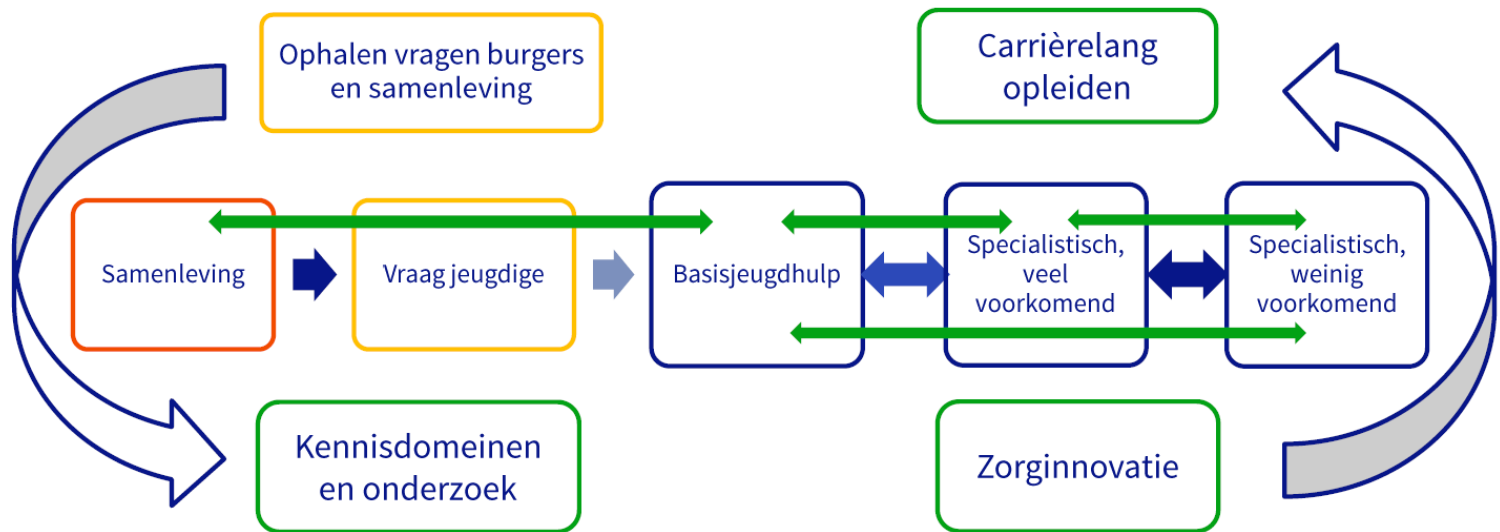 Ophalen vragen burgers
en samenleving
Carrièrelang
opleiden
Samenleving
Vraag jeugdige
Basisjeugdhulp
Specialistisch,
veel
voorkomend
Specialistisch,
weinig
voorkomend
Kennisdomeinen
en onderzoek
Zorginnovatie